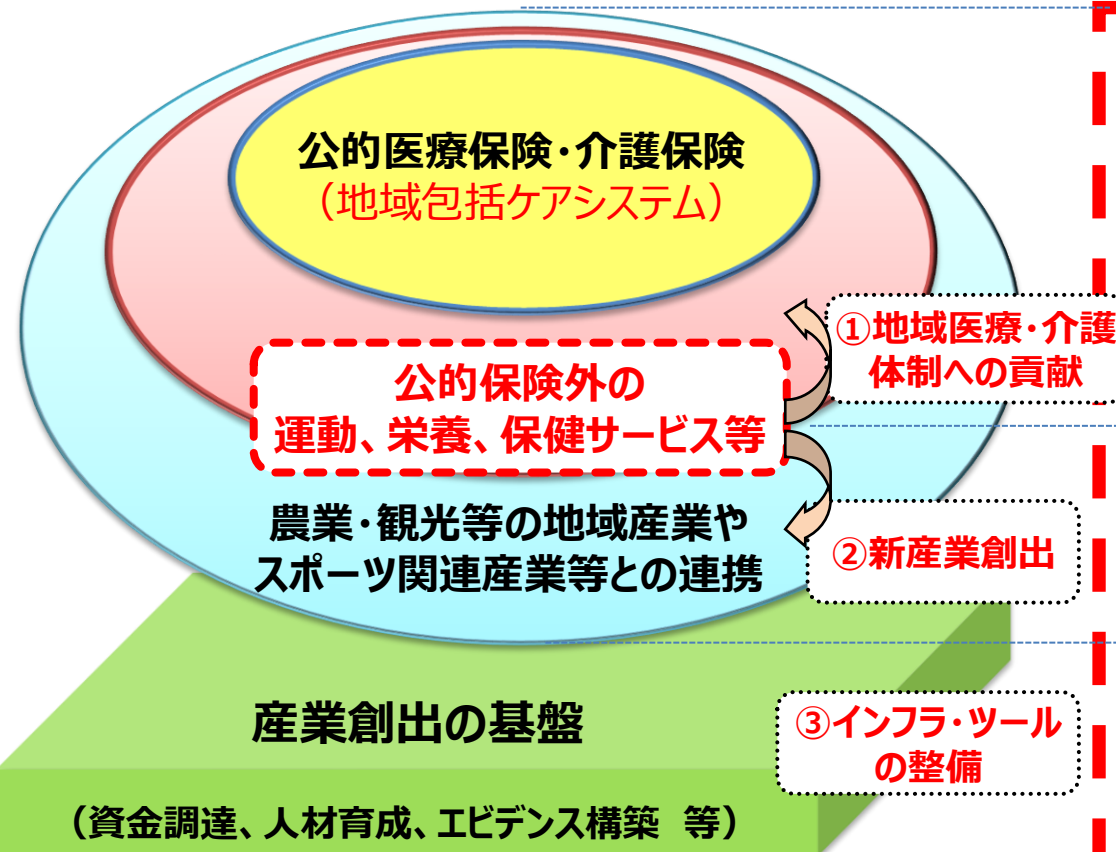 公的医療保険・介護保険
（地域包括ケアシステム）
①地域医療・介護
体制への貢献
公的保険外の
運動、栄養、保健サービス等
農業・観光等の地域産業や
スポーツ関連産業等との連携
②新産業創出
産業創出の基盤
③インフラ・ツール
の整備
（資金調達、人材育成、エビデンス構築　等）